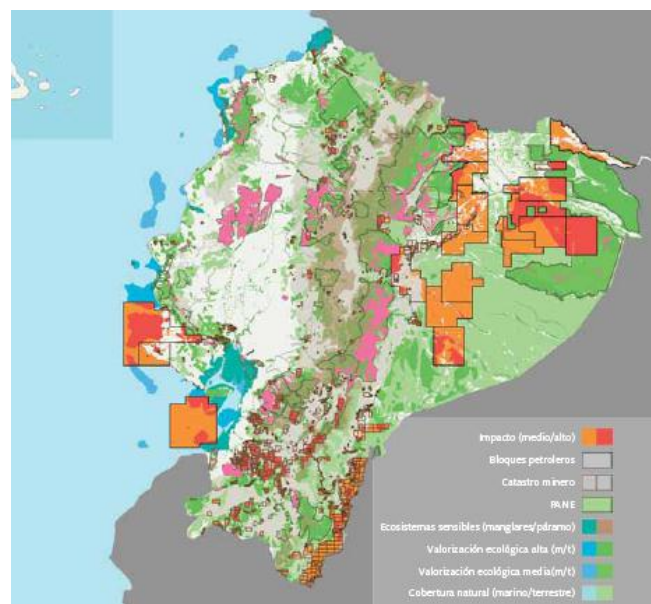 Impacto (medio/alto)
Bloques petroleros
Catastro minero
PANE
Ecosistemas sensibles (manglares/páramo)
Valorización ecológica alta (m/t)
Valorización ecológica media(m/t)
Cobertura natural (marino/terrestre)